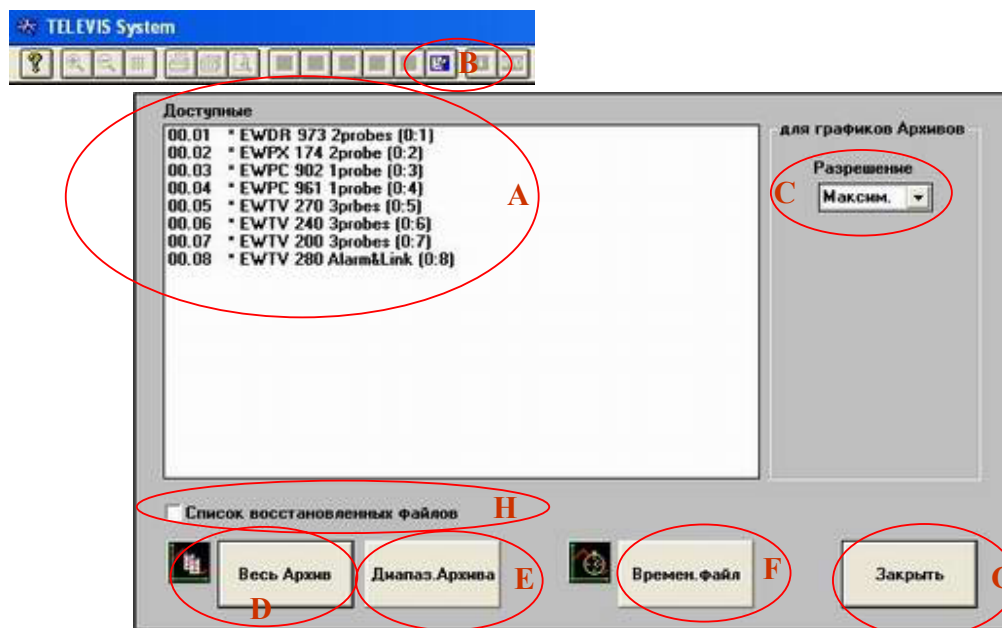 TELEVIS System
B
Доступные
00.01 * EWDR 973 2probes (0:1)
00.02 * EWPX 174 2probe (0:2)
00.03 * EWPC 902 1probe (0:3)
00.04 * EWPC 961 1probe (0:4)
00.05 * EWTV 270 3prbes (0:5)
00.06 * EWTV 240 3probes (0:6)
00.07 * EWTV 200 3probes (0:7)
00.08 * EWTV 280 Alarm&Link (0:8)
A
для графиков Архивов
Разрешение
C
Максим.
Список восстановленных файлов
H
Весь Архив
D
Диапаз.Архива
E
Времен.файл
F
Закрыть